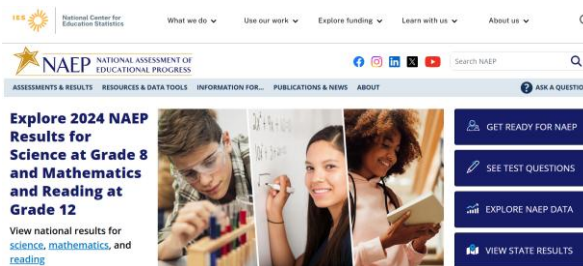 IES
National Center for
Education Statistics
What we do
Use our work
Explore funding
Learn with us
About us
NAEP
NATIONAL ASSESSMENT OF
EDUCATIONAL PROGRESS
Search NAEP
ASSESSMENTS & RESULTS
RESOURCES & DATA TOOLS
INFORMATION FOR...
PUBLICATIONS & NEWS
ABOUT
ASK A QUESTIO
Explore 2024 NAEP
Results for
Science at Grade 8
and Mathematics
and Reading at
Grade 12
View national results for
science, mathematics, and
reading
GET READY FOR NAEP
SEE TEST QUESTIONS
EXPLORE NAEP DATA
VIEW STATE RESULTS